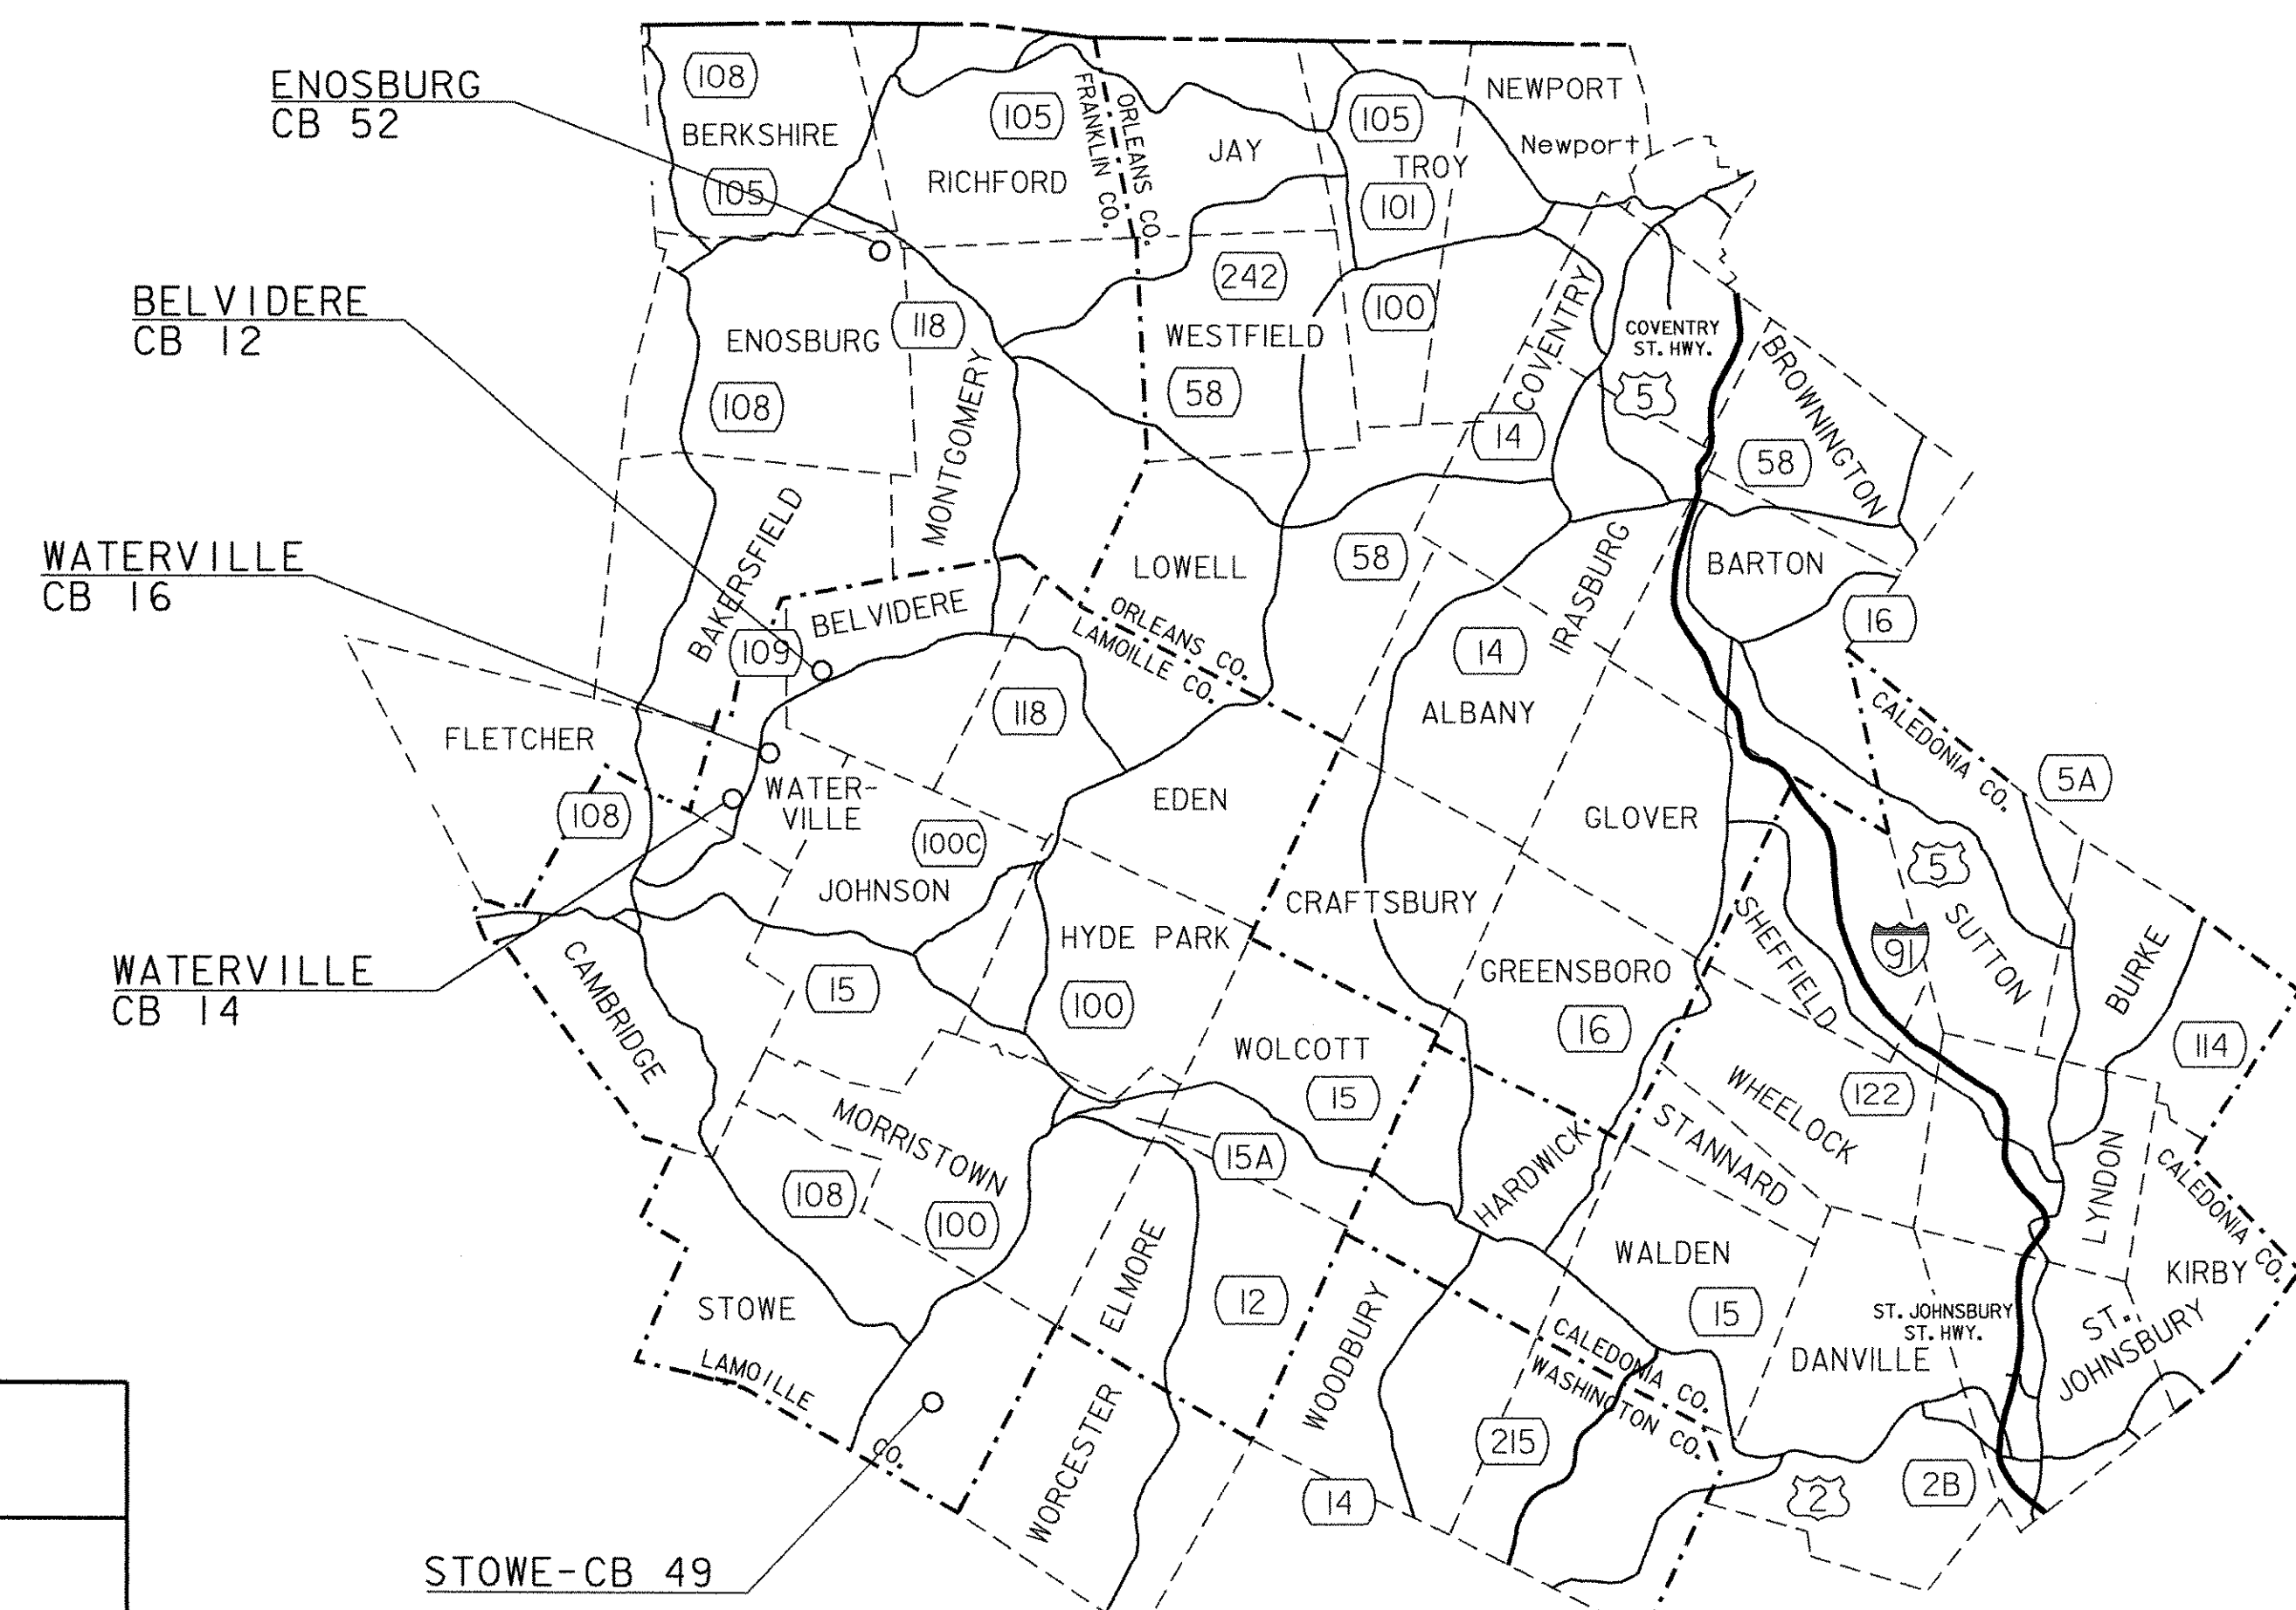 ENOSBURG
CB 52
BELVIDERE
CB 12
WATERVILLE
CB 16
WATERVILLE
CB 14
STOWE-CB 49
108
BERKSHIRE
105
105
RICHFORD
FRANKLIN CO.
ORLEANS CO.
JAY
105
TROY
101
NEWPORT
Newport
242
WESTFIELD
58
100
COVENTRY
14
COVENTRY
ST. HWY.
5
BROWNINGTON
58
ENOSBURG
118
108
MONTGOMERY
BAKERSFIELD
BELVIDERE
109
LOWELL
58
ORLEANS CO.
LAMOILLE CO.
IRASBURG
BARTON
16
14
ALBANY
118
FLETCHER
108
WATER-
VILLE
100C
JOHNSON
EDEN
GLOVER
CALEDONIA CO.
5A
5
CRAFTSBURY
HYDE PARK
100
GREENSBORO
16
SHEFFIELD
91
SUTTON
BURKE
114
CAMBRIDGE
15
WOLCOTT
15
WHEELOCK
122
STANNARD
MORRISTOWN
108
100
15A
HARDWICK
LYNDON
CALEDONIA CO.
KIRBY
WALDEN
15
ELMORE
12
WOODBURY
STOWE
LAMOILLE CO.
CALEDONIA CO.
WASHINGTON CO.
ST. JOHNSBURY
ST. HWY.
DANVILLE
ST.
JOHNSBURY
WORCESTER
14
215
2
2B